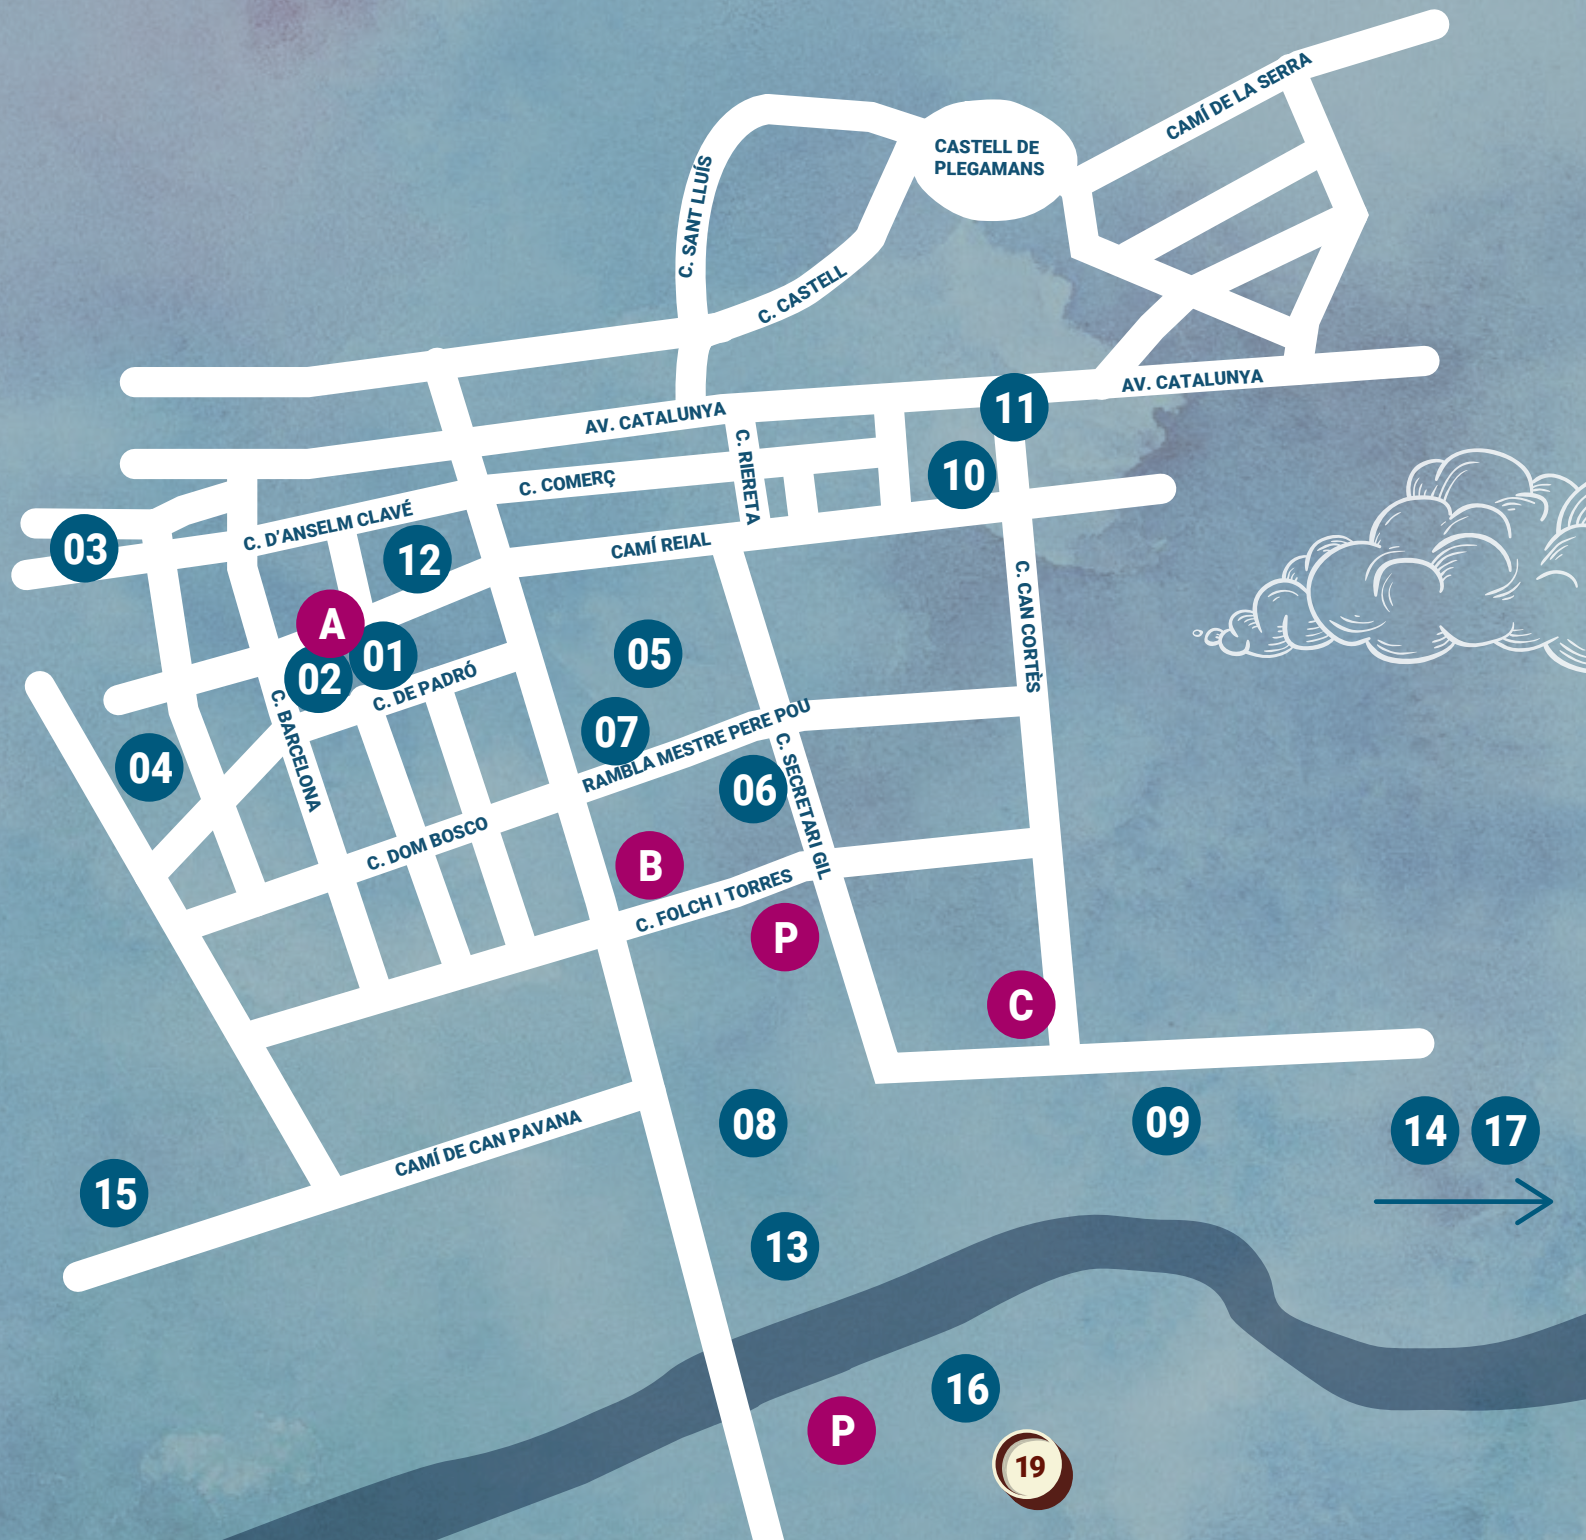 CAMÍ DE LA SERRA
CASTELL DE
PLEGAMANS
C. SANT LLUÍS
C. CASTELL
AV. CATALUNYA
11
AV. CATALUNYA
C. RIERETA
10
C. COMERÇ
C. D'ANSELM CLAVÉ
03
12
CAMÍ REIAL
C. CAN CORTÈS
A
01
02
05
C. DE PADRÓ
C. BARCELONA
07
RAMBLA MESTRE PERE POU
04
06
C. SECRETARI GIL
C. DOM BOSCO
B
C. FOLCH I TORRES
P
C
08
09
14
17
CAMÍ DE CAN PAVANA
15
13
16
P
19